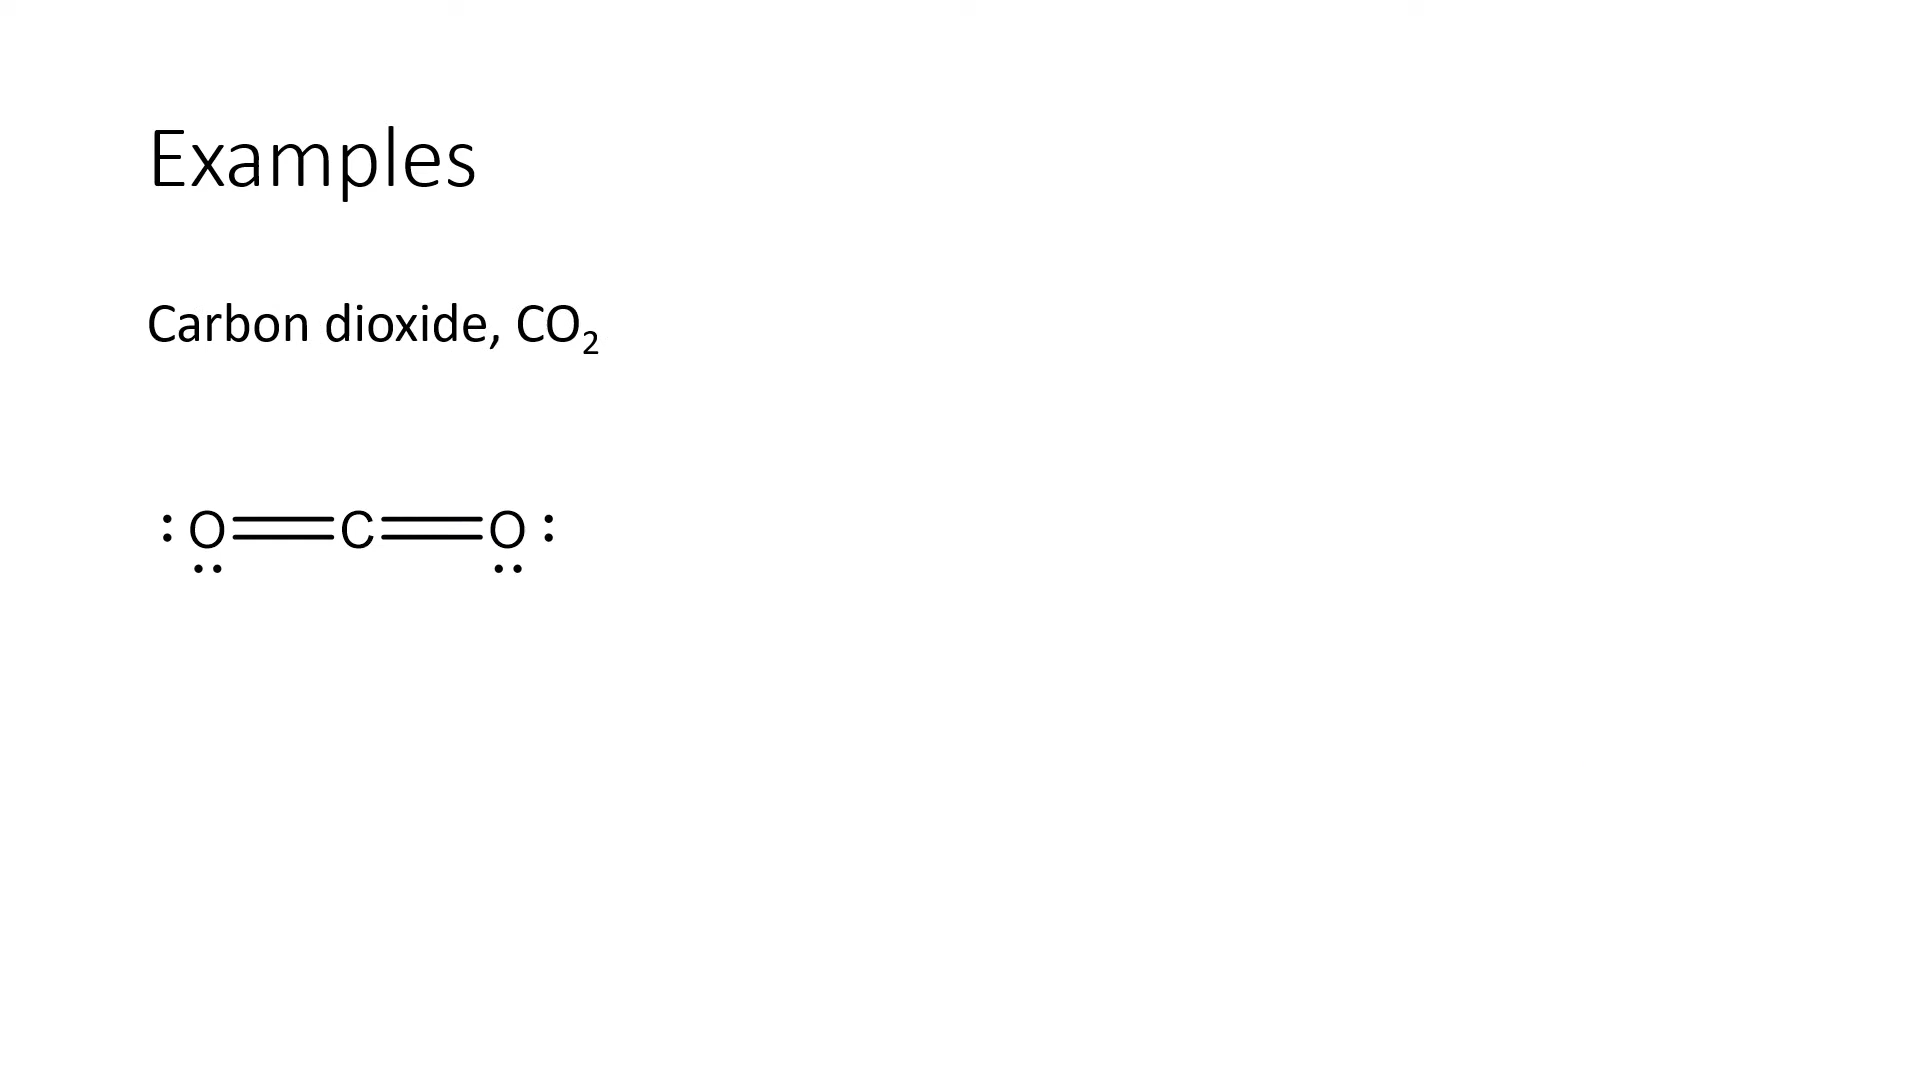 Examples
Carbon dioxide, CO₂
:O=C=O: